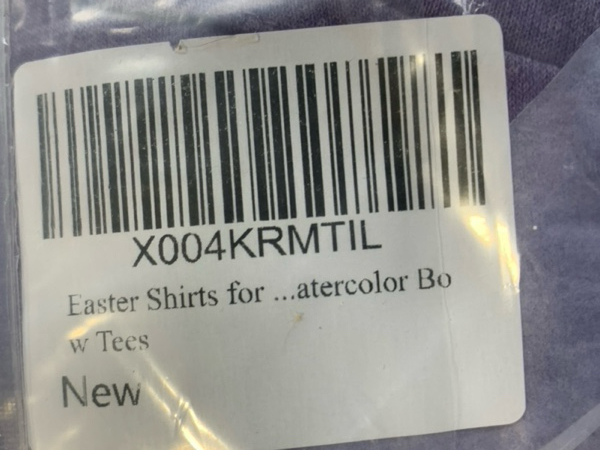 X004KRMTIL
Easter Shirts for ...atercolor Bo
w Tees
New